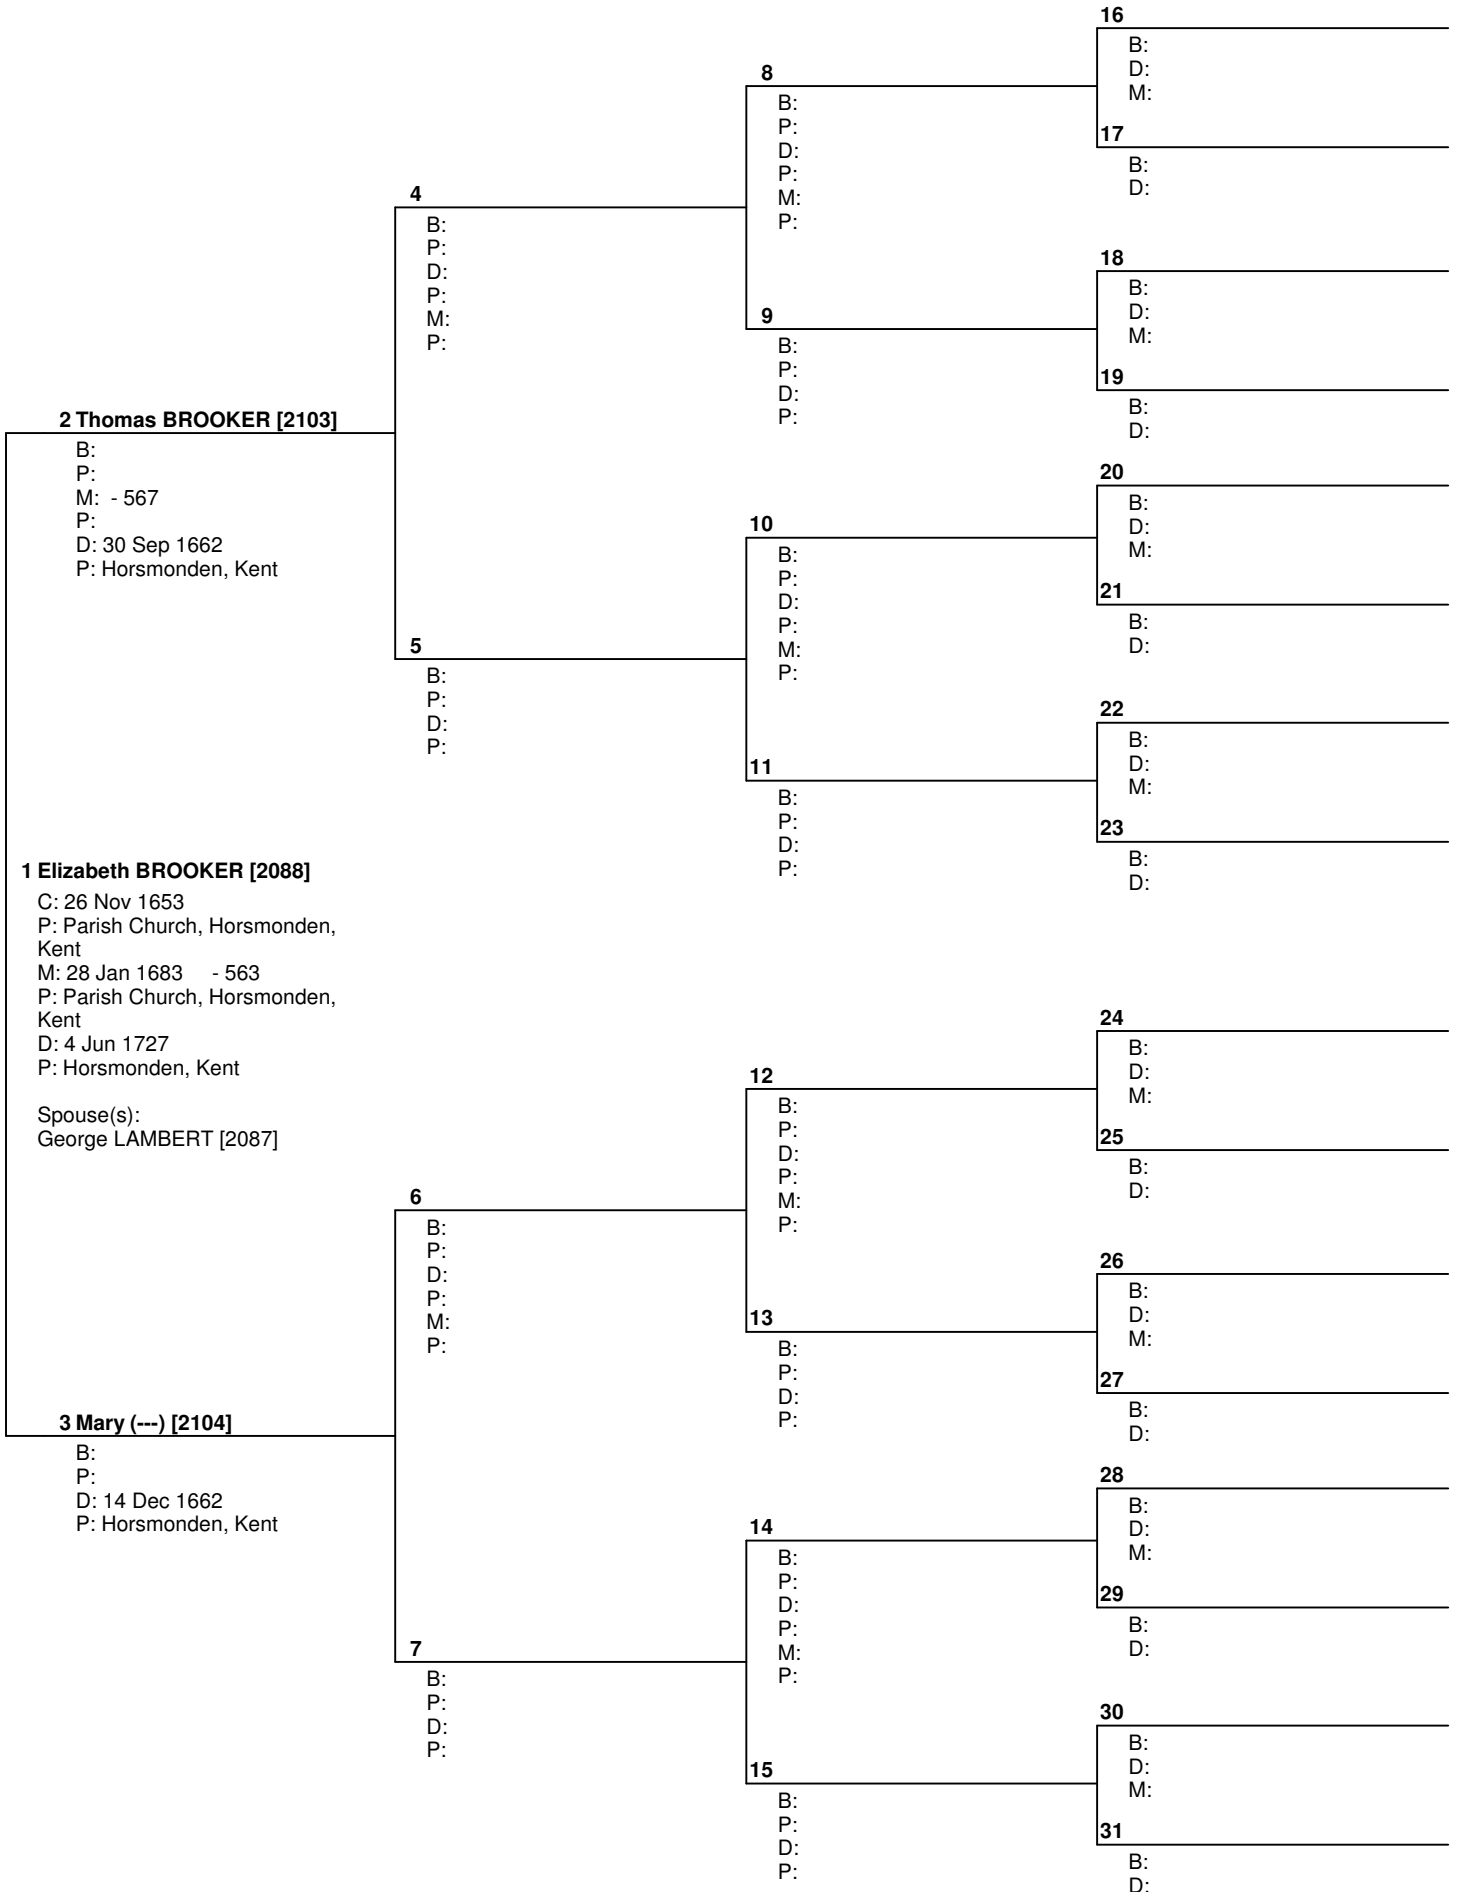 16
B:
D:
M:
17
B:
D:
8
B:
P:
D:
P:
M:
P:
18
B:
D:
M:
19
B:
D:
9
B:
P:
D:
P:
4
B:
P:
D:
P:
M:
P:
2 Thomas BROOKER [2103]
B:
P:
M:  - 567
P:
D: 30 Sep 1662
P: Horsmonden, Kent
20
B:
D:
M:
21
B:
D:
10
B:
P:
D:
P:
M:
P:
5
B:
P:
D:
P:
22
B:
D:
M:
23
B:
D:
11
B:
P:
D:
P:
1 Elizabeth BROOKER [2088]
C: 26 Nov 1653
P: Parish Church, Horsmonden,
Kent
M: 28 Jan 1683     - 563
P: Parish Church, Horsmonden,
Kent
D: 4 Jun 1727
P: Horsmonden, Kent
Spouse(s):
George LAMBERT [2087]
24
B:
D:
M:
25
B:
D:
12
B:
P:
D:
P:
M:
P:
6
B:
P:
D:
P:
M:
P:
26
B:
D:
M:
27
B:
D:
13
B:
P:
D:
P:
3 Mary (---) [2104]
B:
P:
D: 14 Dec 1662
P: Horsmonden, Kent
28
B:
D:
M:
29
B:
D:
14
B:
P:
D:
P:
M:
P:
7
B:
P:
D:
P:
30
B:
D:
M:
31
B:
D:
15
B:
P:
D:
P: